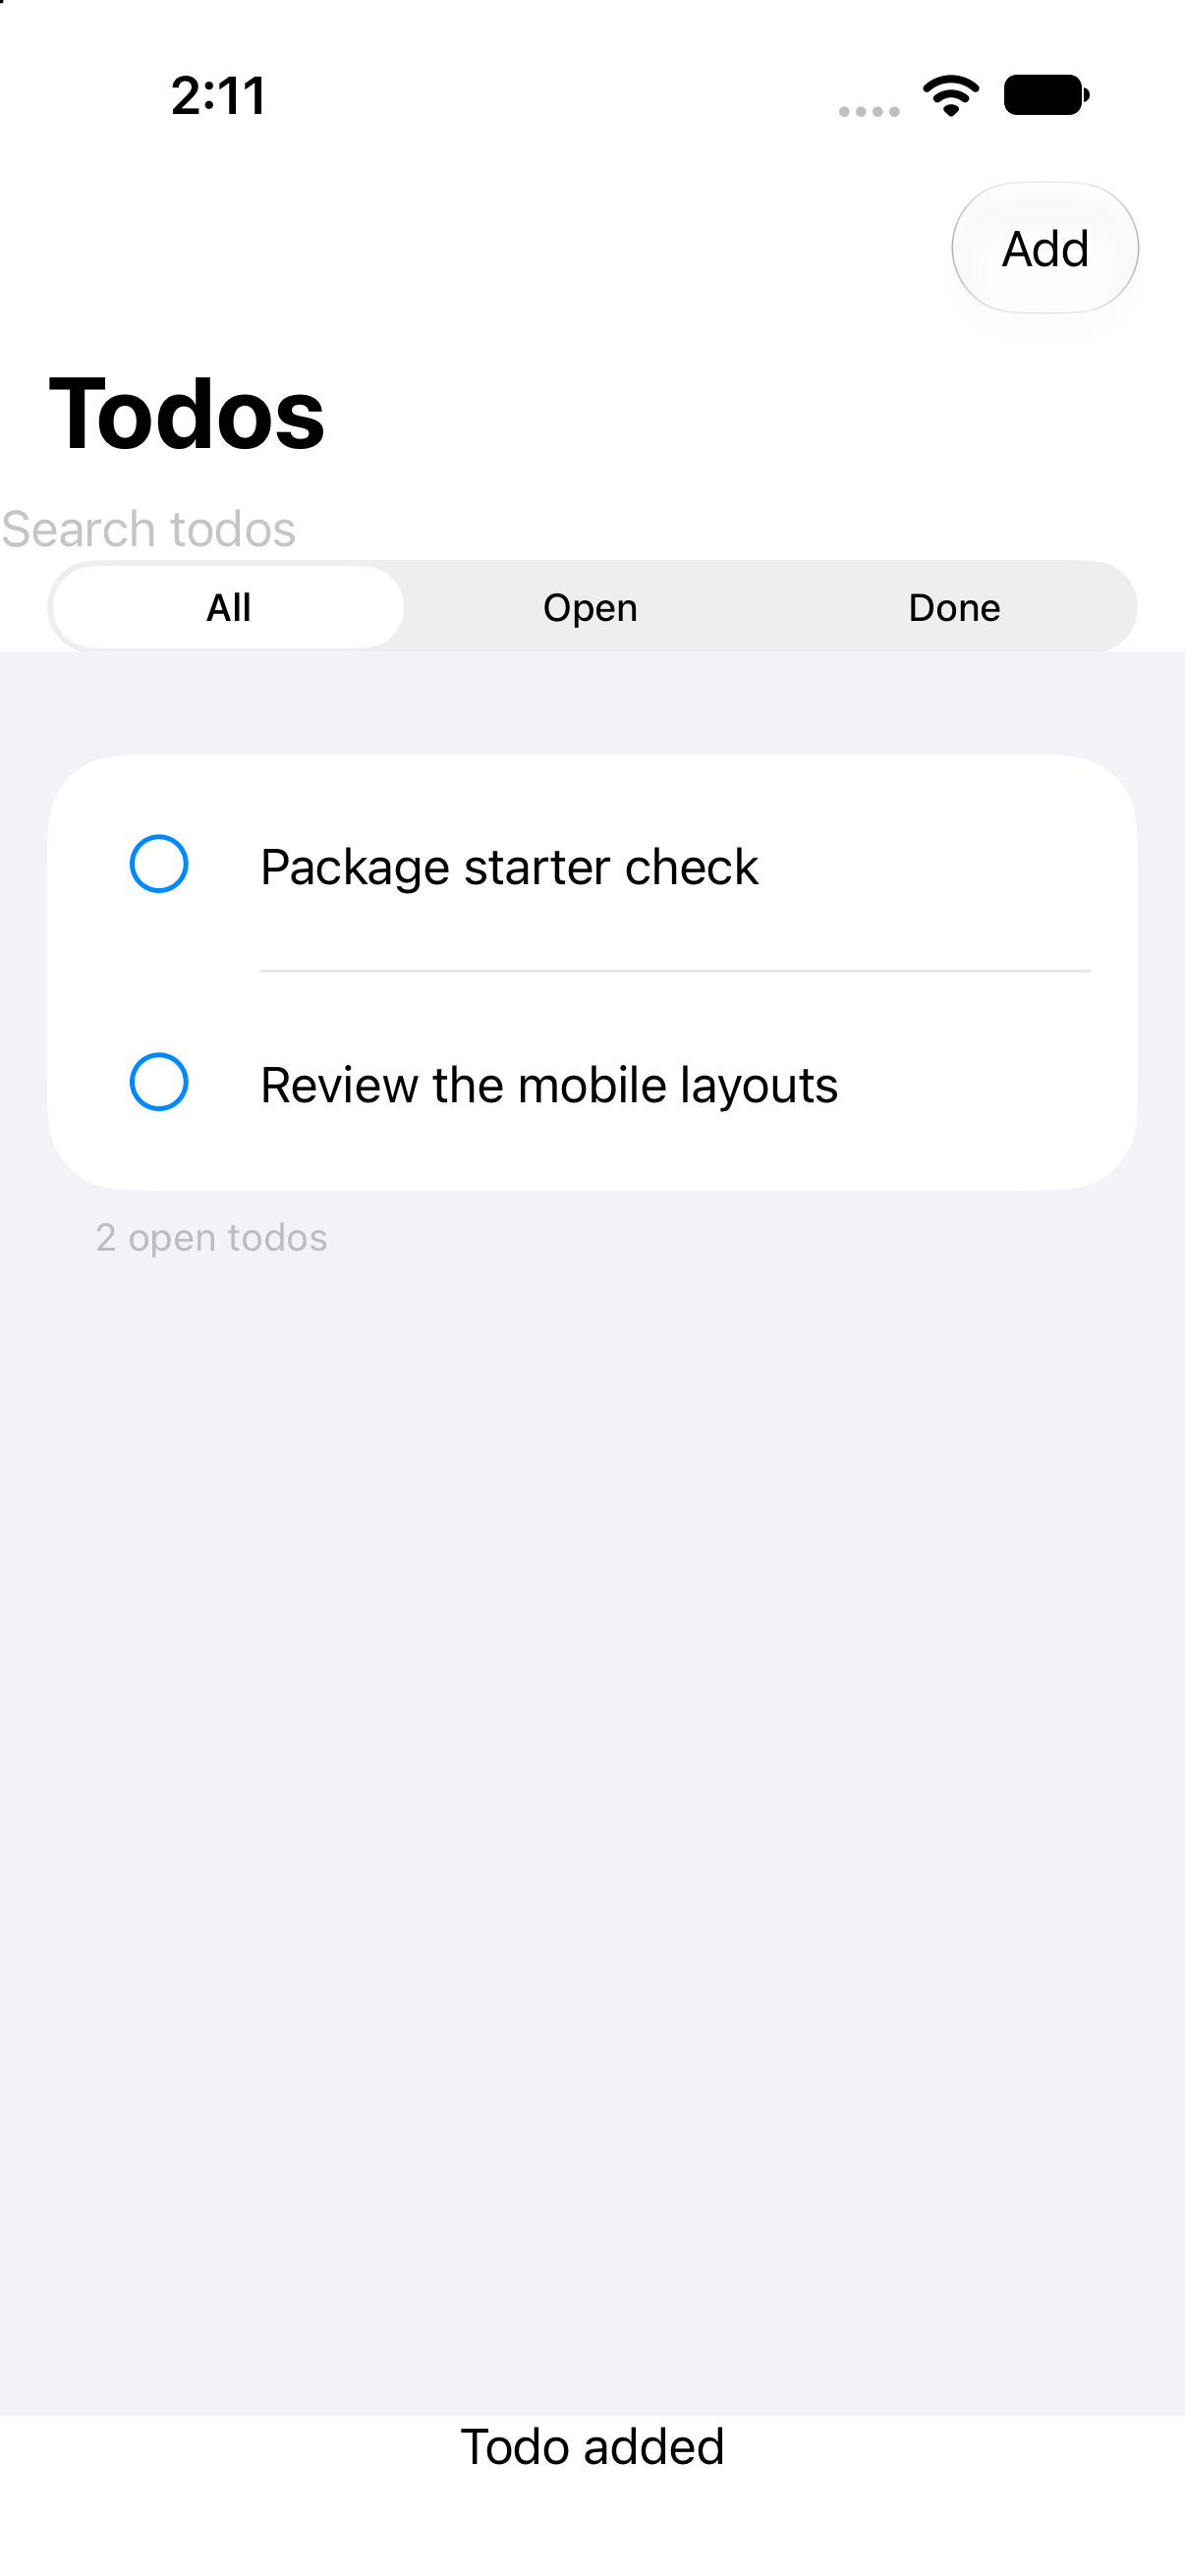 2:11
Add
Todos
Search todos
All Open Done
Package starter check
Review the mobile layouts
2 open todos
Todo added